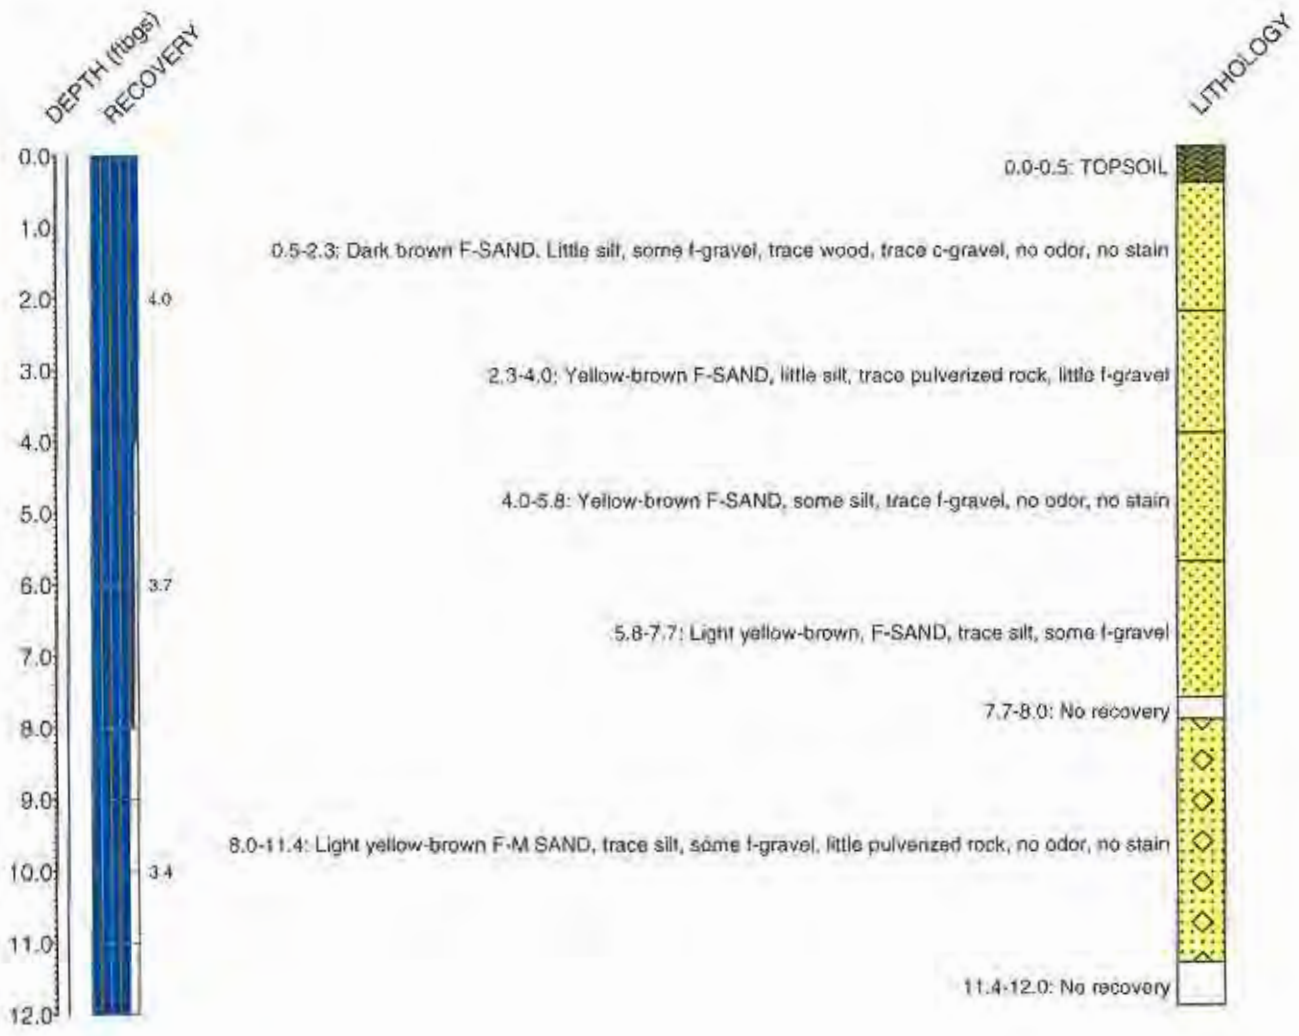 DEPTH (ftbgs)
RECOVERY
LITHOLOGY
0.0
0.0-0.5: TOPSOIL
1.0
0.5-2.3: Dark brown F-SAND. Little silt, some f-gravel, trace wood, trace c-gravel, no odor, no stain
2.0
4.0
3.0
2.3-4.0: Yellow-brown F-SAND, little silt, trace pulverized rock, little f-gravel
4.0
5.0
4.0-5.8: Yellow-brown F-SAND, some silt, trace f-gravel, no odor, no stain
6.0
3.7
7.0
5.8-7.7: Light yellow-brown, F-SAND, trace silt, some f-gravel
7.7-8.0: No recovery
8.0
9.0
8.0-11.4: Light yellow-brown F-M SAND, trace silt, some f-gravel, little pulverized rock, no odor, no stain
10.0
3.4
11.0
11.4-12.0: No recovery
12.0